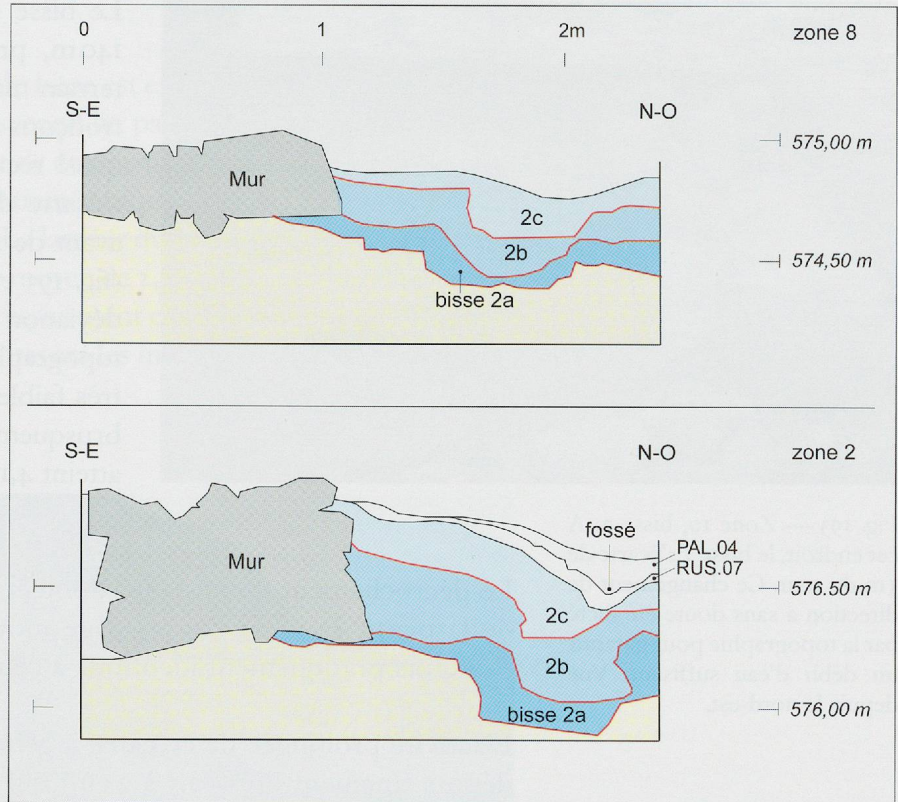 0 1 2m zone 8
S-E N-O
575,00 m
Mur
2c
2b
574,50 m
bisse 2a
S-E N-O zone 2
fossé
PAL.04
Mur
RUS.07
576.50 m
2c
2b
bisse 2a
576,00 m